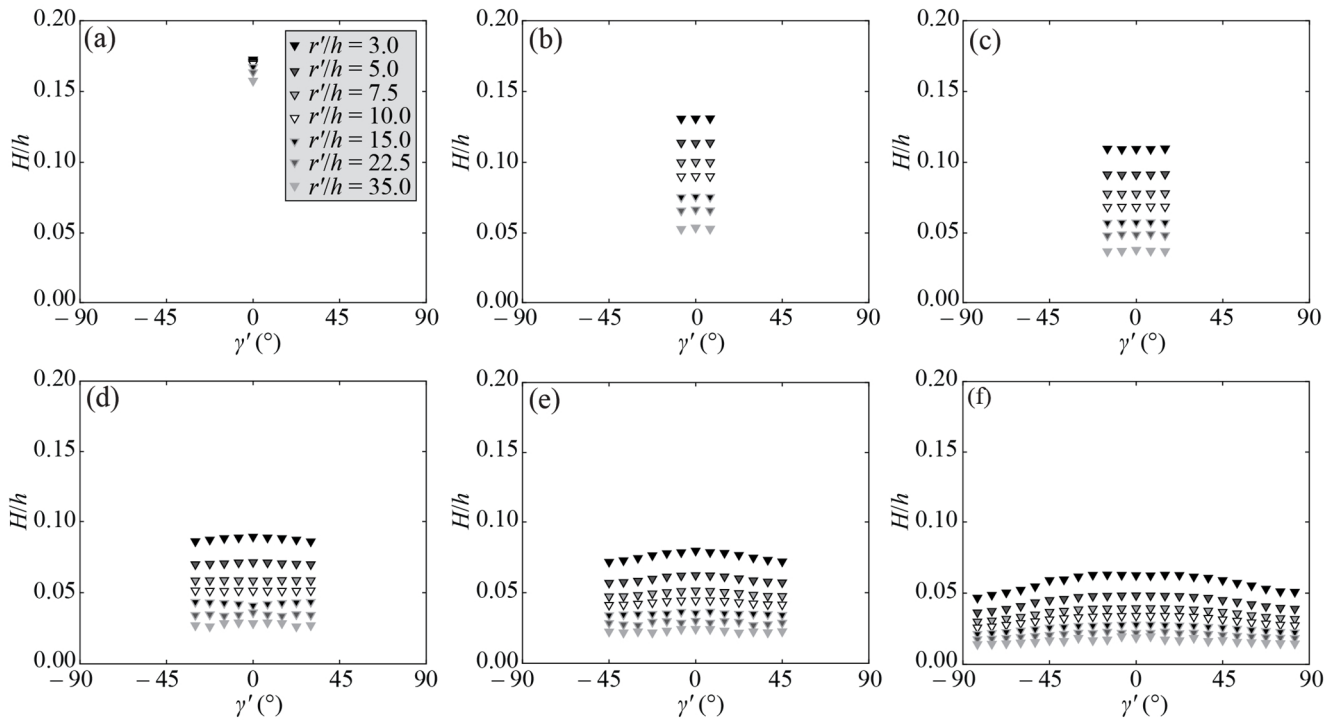 (a)
0.20
0.15
0.10
0.05
0.00
H/h
− 90
− 45
0
45
90
γ′ (°)
r′/h = 3.0
r′/h = 5.0
r′/h = 7.5
r′/h = 10.0
r′/h = 15.0
r′/h = 22.5
r′/h = 35.0
(b)
0.20
0.15
0.10
0.05
0.00
H/h
− 90
− 45
0
45
90
γ′ (°)
(c)
0.20
0.15
0.10
0.05
0.00
H/h
− 90
− 45
0
45
90
γ′ (°)
(d)
0.20
0.15
0.10
0.05
0.00
H/h
− 90
− 45
0
45
90
γ′ (°)
(e)
0.20
0.15
0.10
0.05
0.00
H/h
− 90
− 45
0
45
90
γ′ (°)
(f)
0.20
0.15
0.10
0.05
0.00
H/h
− 90
− 45
0
45
90
γ′ (°)